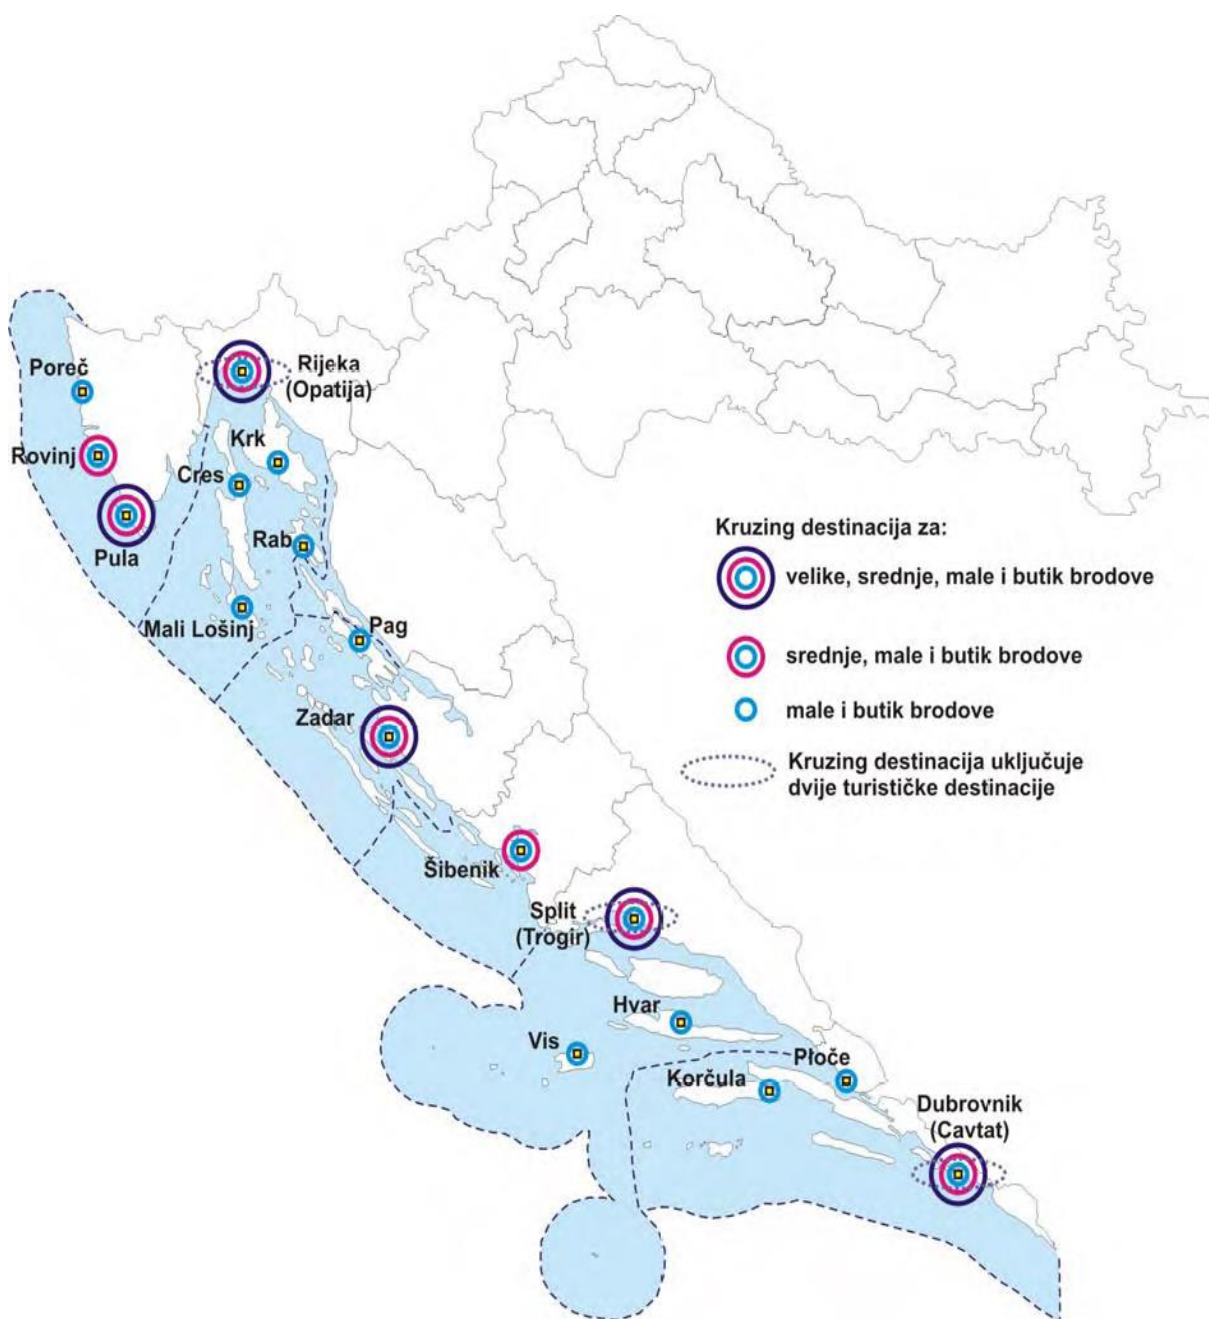 Poreč
Rijeka
(Opatija)
Krk
Rovinj
Cres
Pula
Rab
Mali Lošinj
Pag
Zadar
Šibenik
Split
(Trogir)
Hvar
Vis
Płoče
Korčula
Dubrovnik
(Cavtat)
Kruzing destinacija za:
velike, srednje, male i butik brodove
srednje, male i butik brodove
male i butik brodove
Kruzing destinacija uključuje
dvije turističke destinacije